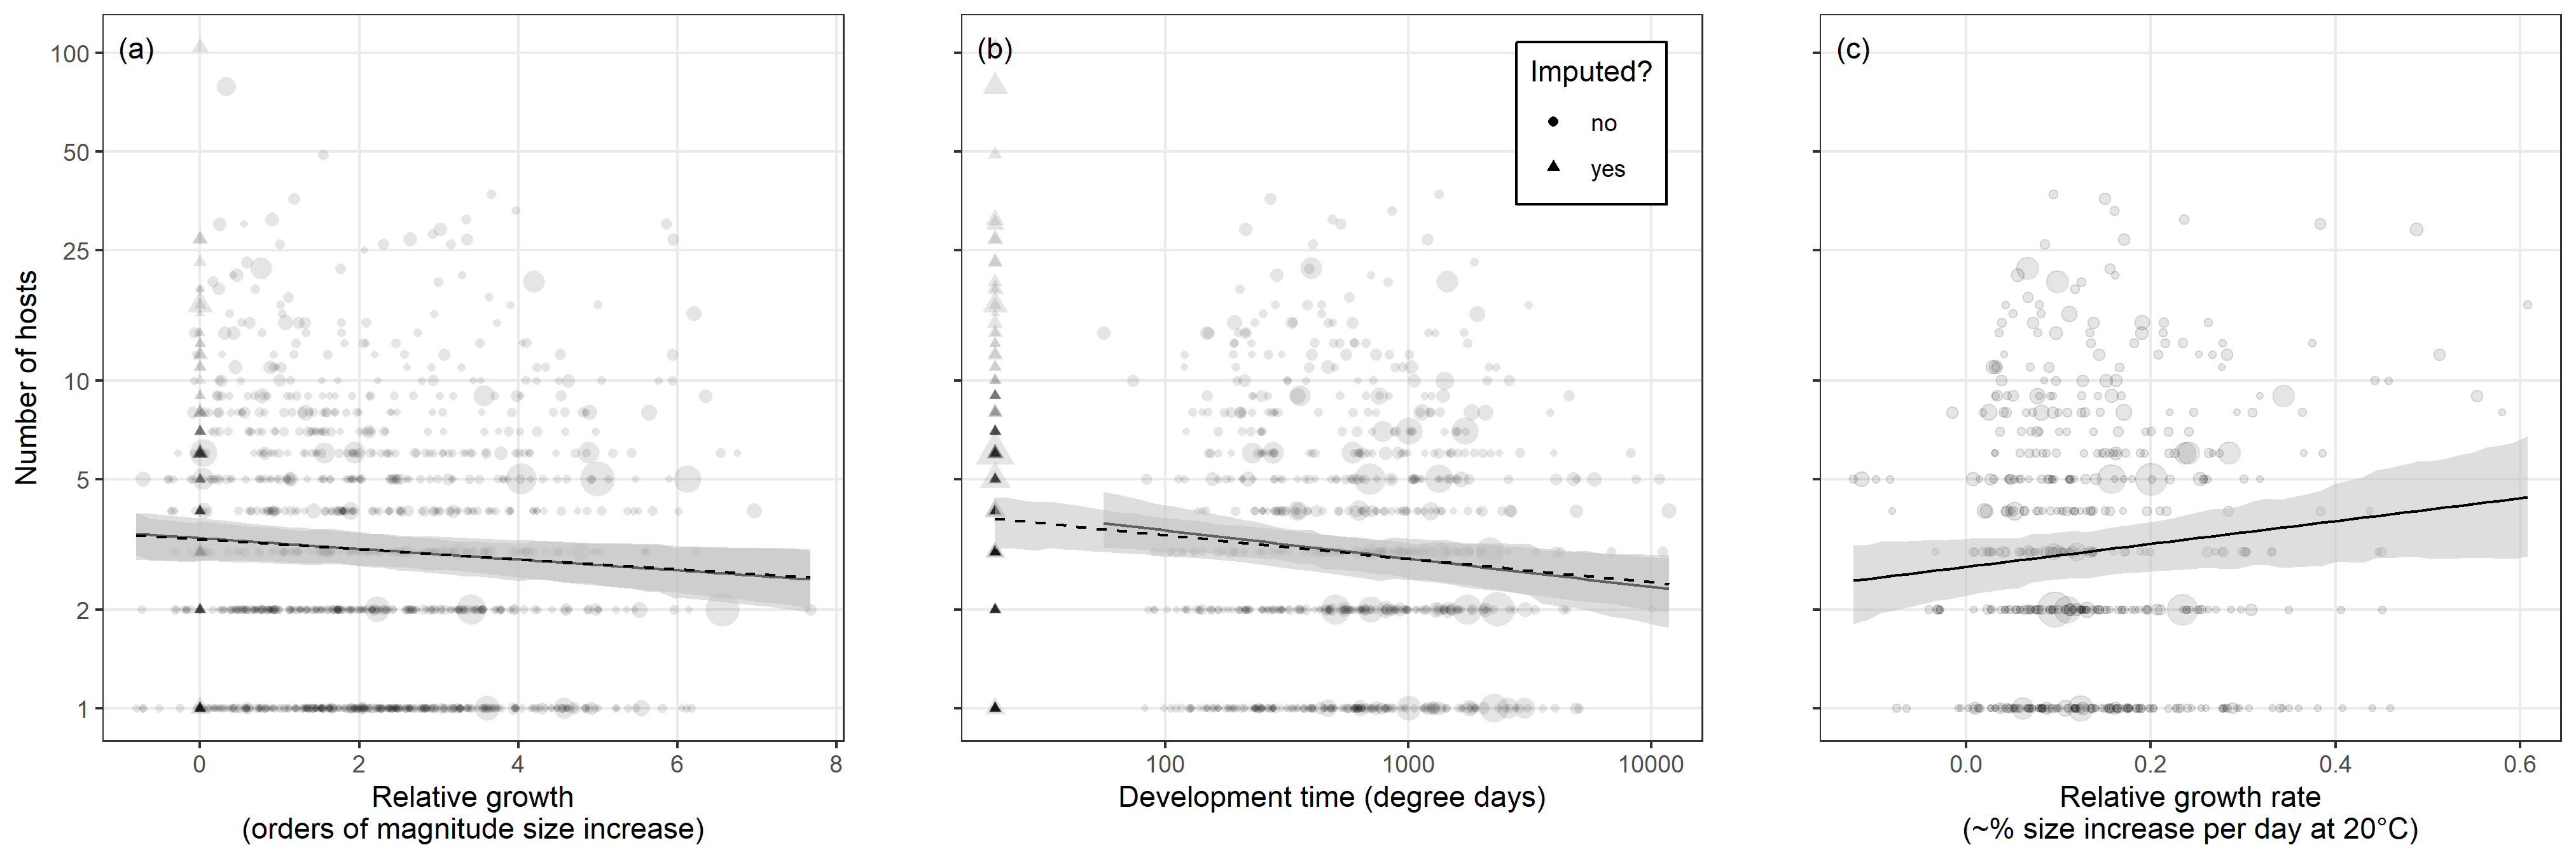 (a)
(b)
(c)
Imputed?
no
yes
Number of hosts
100
50
25
10
5
2
1
0
2
4
6
8
Relative growth
(orders of magnitude size increase)
100
1000
10000
Development time (degree days)
0.0
0.2
0.4
0.6
Relative growth rate
(~% size increase per day at 20°C)